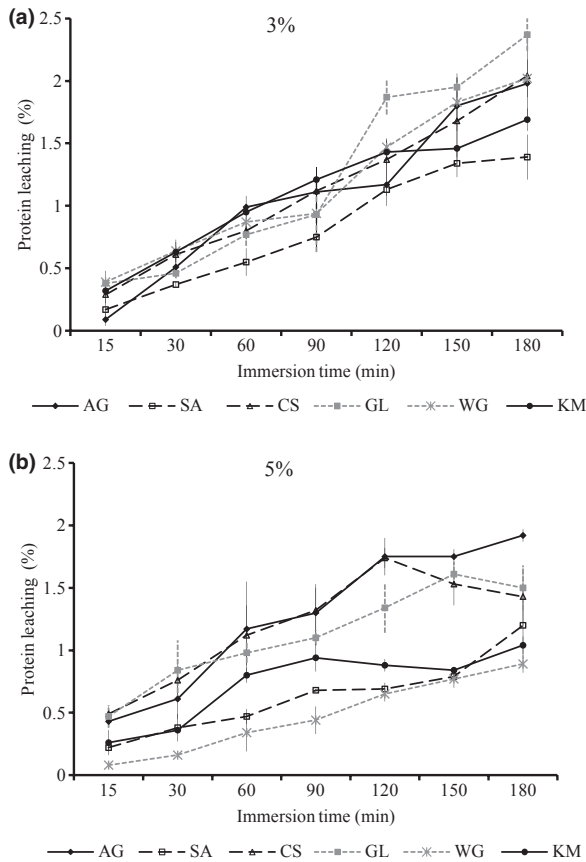 (a)
3%
Protein leaching (%)
2.5
2
1.5
1
0.5
0
15 30 60 90 120 150 180
Immersion time (min)
AG SA CS GL WG KM
(b)
5%
Protein leaching (%)
2.5
2
1.5
1
0.5
0
15 30 60 90 120 150 180
Immersion time (min)
AG SA CS GL WG KM